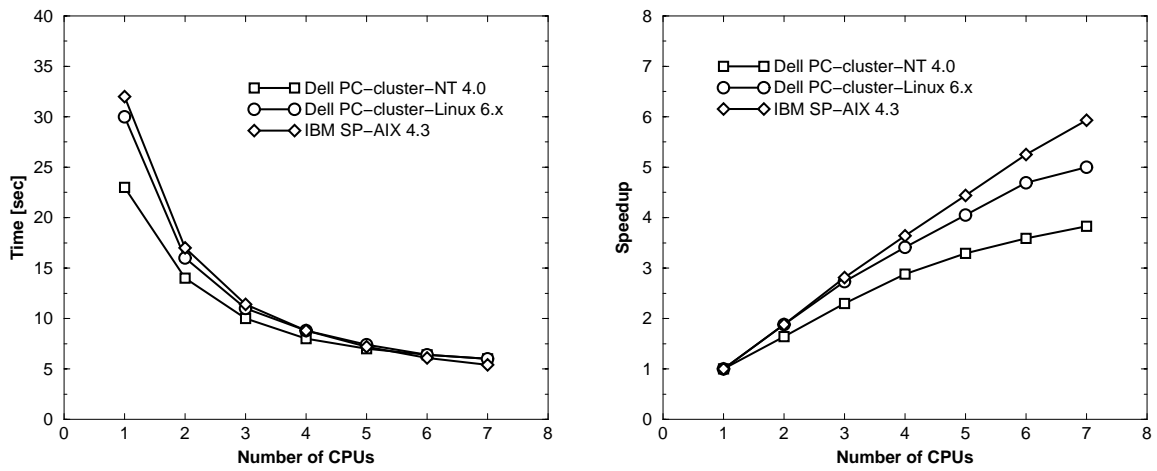 40
35
30
25
20
15
10
5
0
Time [sec]
Dell PC–cluster–NT 4.0
Dell PC–cluster–Linux 6.x
IBM SP–AIX 4.3
0 1 2 3 4 5 6 7 8
Number of CPUs
8
7
6
5
4
3
2
1
0
Speedup
Dell PC–cluster–NT 4.0
Dell PC–cluster–Linux 6.x
IBM SP–AIX 4.3
0 1 2 3 4 5 6 7 8
Number of CPUs